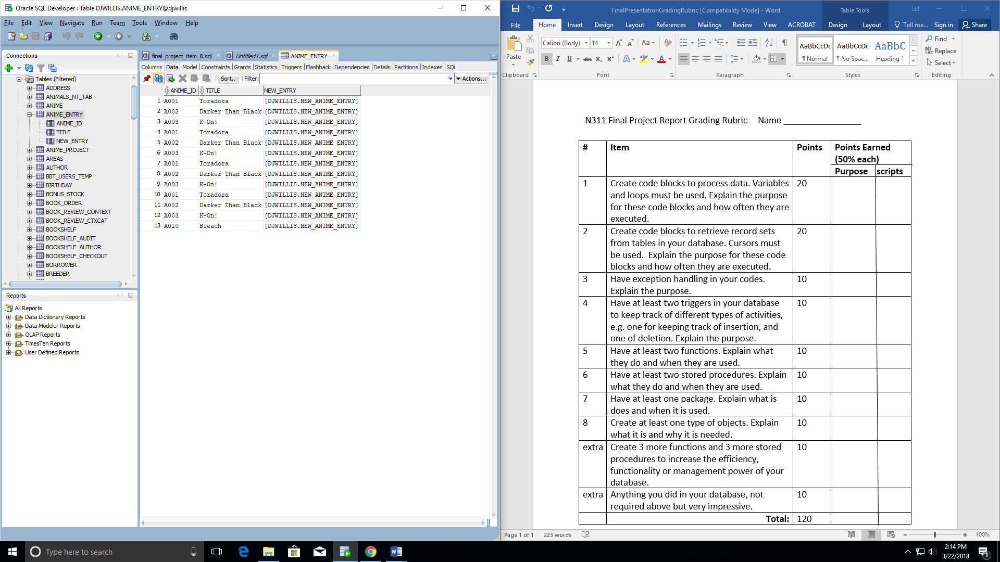 Oracle SQL Developer : Table DJWILLIS.ANIME_ENTRY@djwillis
File Edit View Navigate Run Team Tools Window Help
Connections
Tables (Filtered)
ADDRESS
ANIMALS_NT_TAB
ANIME
ANIME_ENTRY
ANIME_ID
TITLE
NEW_ENTRY
ANIME_PROJECT
AREAS
AUTHOR
BBT_USERS_TEMP
BIRTHDAY
BONUS_STOCK
BOOK_ORDER
BOOK_REVIEW_CONTEXT
BOOK_REVIEW_CTXCAT
BOOKSHELF
BOOKSHELF_AUDIT
BOOKSHELF_AUTHOR
BOOKSHELF_CHECKOUT
BORROWER
BREEDER
Reports
All Reports
Data Dictionary Reports
Data Modeler Reports
OLAP Reports
TimesTen Reports
User Defined Reports
final_project_item_8.sql Untitled1.sql ANIME_ENTRY
Columns Data Model Constraints Grants Statistics Triggers Flashback Dependencies Details Partitions Indexes SQL
Sort.. Filter: Actions...
ANIME_ID TITLE NEW_ENTRY
1 A001 Toradora [DJWILLIS.NEW_ANIME_ENTRY]
2 A002 Darker Than Black [DJWILLIS.NEW_ANIME_ENTRY]
3 A003 K-On! [DJWILLIS.NEW_ANIME_ENTRY]
4 A001 Toradora [DJWILLIS.NEW_ANIME_ENTRY]
5 A002 Darker Than Black [DJWILLIS.NEW_ANIME_ENTRY]
6 A003 K-On! [DJWILLIS.NEW_ANIME_ENTRY]
7 A001 Toradora [DJWILLIS.NEW_ANIME_ENTRY]
8 A002 Darker Than Black [DJWILLIS.NEW_ANIME_ENTRY]
9 A003 K-On! [DJWILLIS.NEW_ANIME_ENTRY]
10 A001 Toradora [DJWILLIS.NEW_ANIME_ENTRY]
11 A002 Darker Than Black [DJWILLIS.NEW_ANIME_ENTRY]
12 A003 K-On! [DJWILLIS.NEW_ANIME_ENTRY]
13 A010 Bleach [DJWILLIS.NEW_ANIME_ENTRY]
FinalPresentationGradingRubric [Compatibility Mode] - Word Table Tools
File Home Insert Design Layout References Mailings Review View ACROBAT Design Layout Tell me... Sign in Share
Paste
Calibri (Body) 14
Aa
B I U abc x₂ x² A A
AaBbCcDc AaBbCcDc AaBbC
¶ Normal ¶ No Spac... Heading 1
Find
Replace
Select
Clipboard Font Paragraph Styles Editing
N311 Final Project Report Grading Rubric Name _________________
# Item Points Points Earned
(50% each)
Purpose scripts
1 Create code blocks to process data. Variables 20
and loops must be used. Explain the purpose
for these code blocks and how often they are
executed.
2 Create code blocks to retrieve record sets 20
from tables in your database. Cursors must
be used.  Explain the purpose for these code
blocks and how often they are executed.
3 Have exception handling in your codes. 10
Explain the purpose.
4 Have at least two triggers in your database 10
to keep track of different types of activities,
e.g. one for keeping track of insertion, and
one of deletion. Explain the purpose.
5 Have at least two functions. Explain what 10
they do and when they are used.
6 Have at least two stored procedures. Explain 10
what they do and when they are used.
7 Have at least one package. Explain what is 10
does and when it is used.
8 Create at least one type of objects. Explain 10
what it is and why it is needed.
extra Create 3 more functions and 3 more stored 10
procedures to increase the efficiency,
functionality or management power of your
database.
extra Anything you did in your database, not 10
required above but very impressive.
Total: 120
Page 1 of 1 223 words 100%
Type here to search
2:14 PM
3/22/2018
1